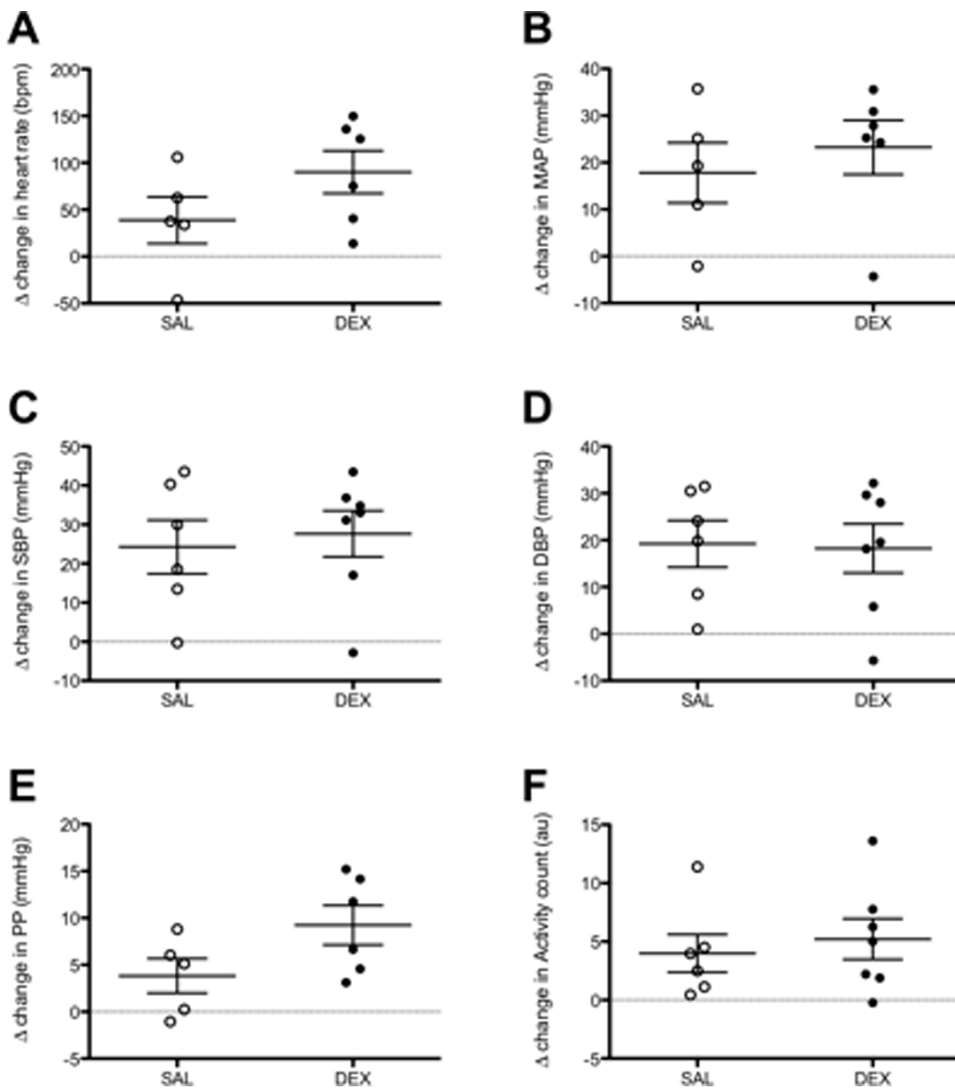 A
B
Δ change in heart rate (bpm)
200
150
100
50
0
-50
SAL
DEX
Δ change in MAP (mmHg)
40
30
20
10
0
-10
SAL
DEX
C
D
Δ change in SBP (mmHg)
50
40
30
20
10
0
-10
SAL
DEX
Δ change in DBP (mmHg)
40
30
20
10
0
-10
SAL
DEX
E
F
Δ change in PP (mmHg)
20
15
10
5
0
-5
SAL
DEX
Δ change in Activity count (au)
15
10
5
0
-5
SAL
DEX